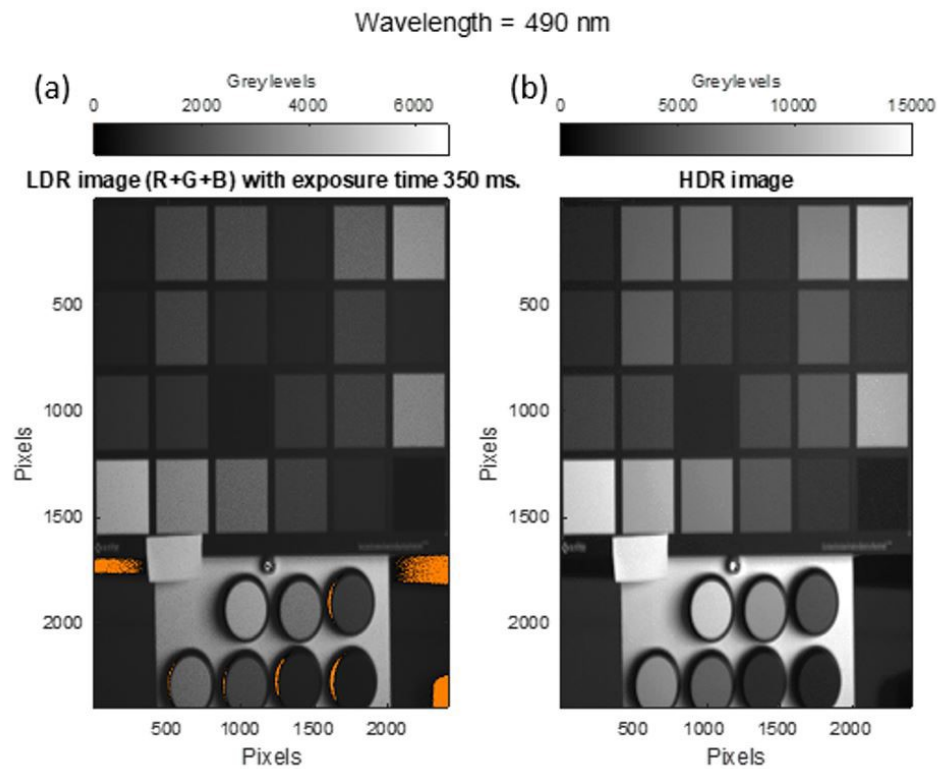 Wavelength = 490 nm
(a)
Greylevels
0 2000 4000 6000
LDR image (R+G+B) with exposure time 350 ms.
Pixels
500
1000
1500
2000
500 1000 1500 2000
Pixels
(b)
Greylevels
0 5000 10000 15000
HDR image
Pixels
500
1000
1500
2000
500 1000 1500 2000
Pixels